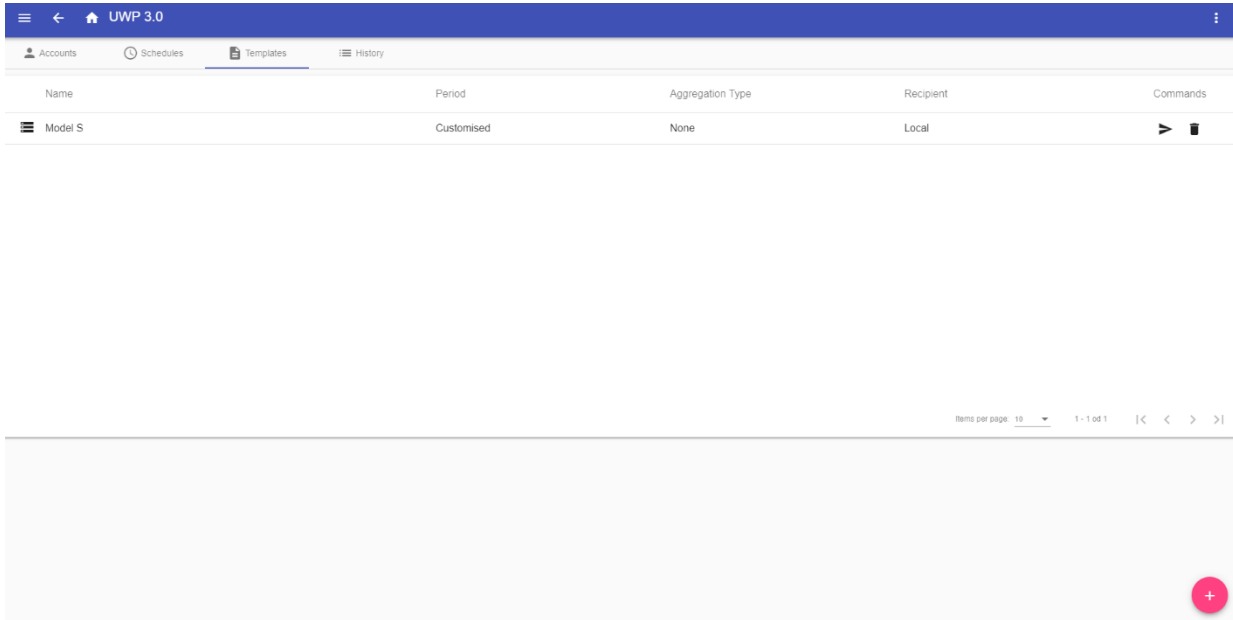 UWP 3.0
Accounts Schedules Templates History
Name Period Aggregation Type Recipient Commands
Model S Customised None Local
Items per page: 10 1 - 1 od 1